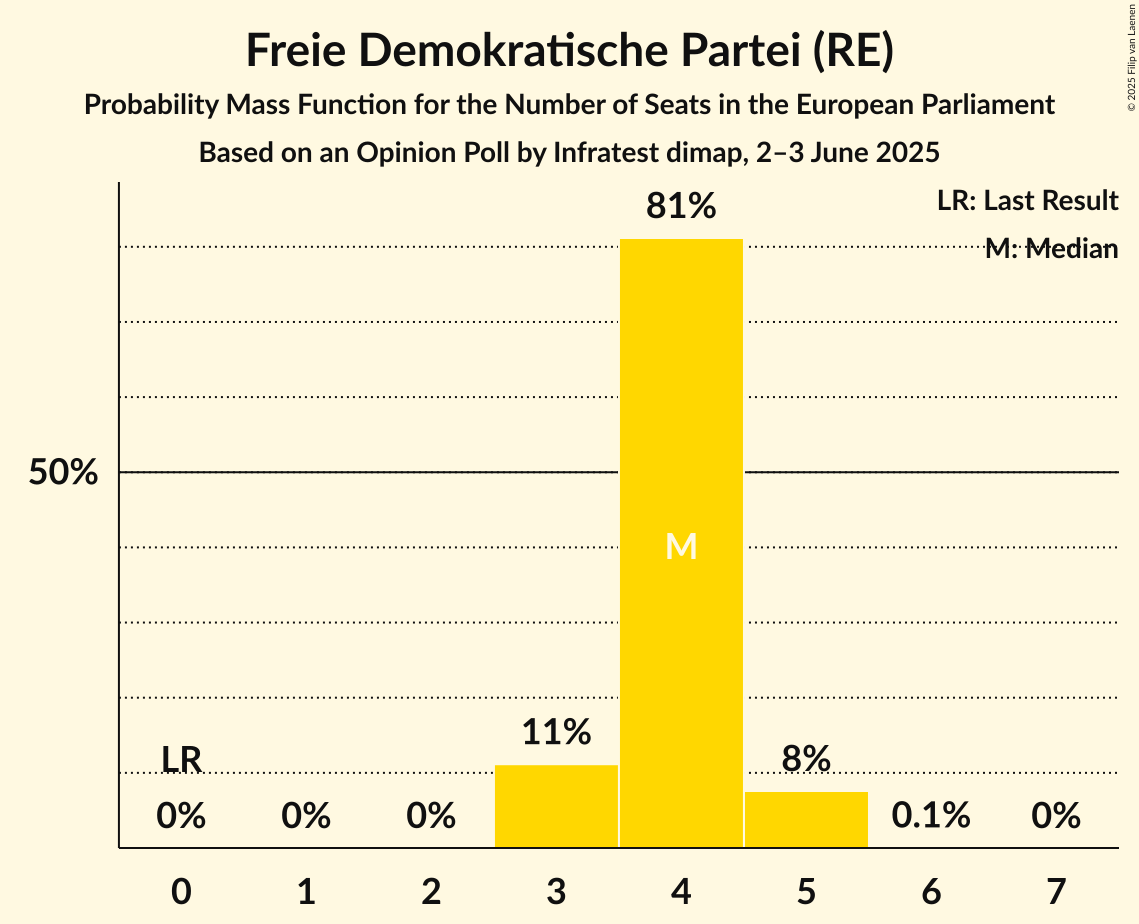 Freie Demokratische Partei (RE)
Probability Mass Function for the Number of Seats in the European Parliament
Based on an Opinion Poll by Infratest dimap, 2–3 June 2025
© 2025 Filip van Laenen
LR: Last Result
M: Median
81%
50%
M
11%
LR
8%
0% 0% 0% 0.1% 0%
0 1 2 3 4 5 6 7